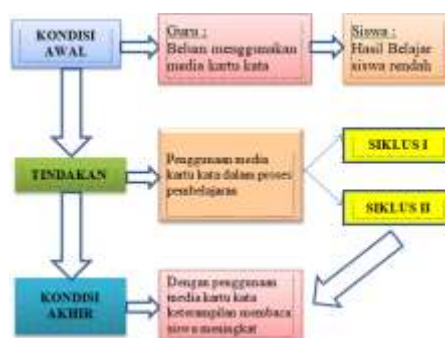 KONDISI
AWAL
Guru :
Belum menggunakan
media kartu kata
Siswa :
Hasil Belajar
siswa rendah
TINDAKAN
Penggunaan media
kartu kata dalam proses
pembelajaran
SIKLUS I
SIKLUS II
KONDISI
AKHIR
Dengan penggunaan
media kartu kata
keterampilan membaca
siswa meningkat